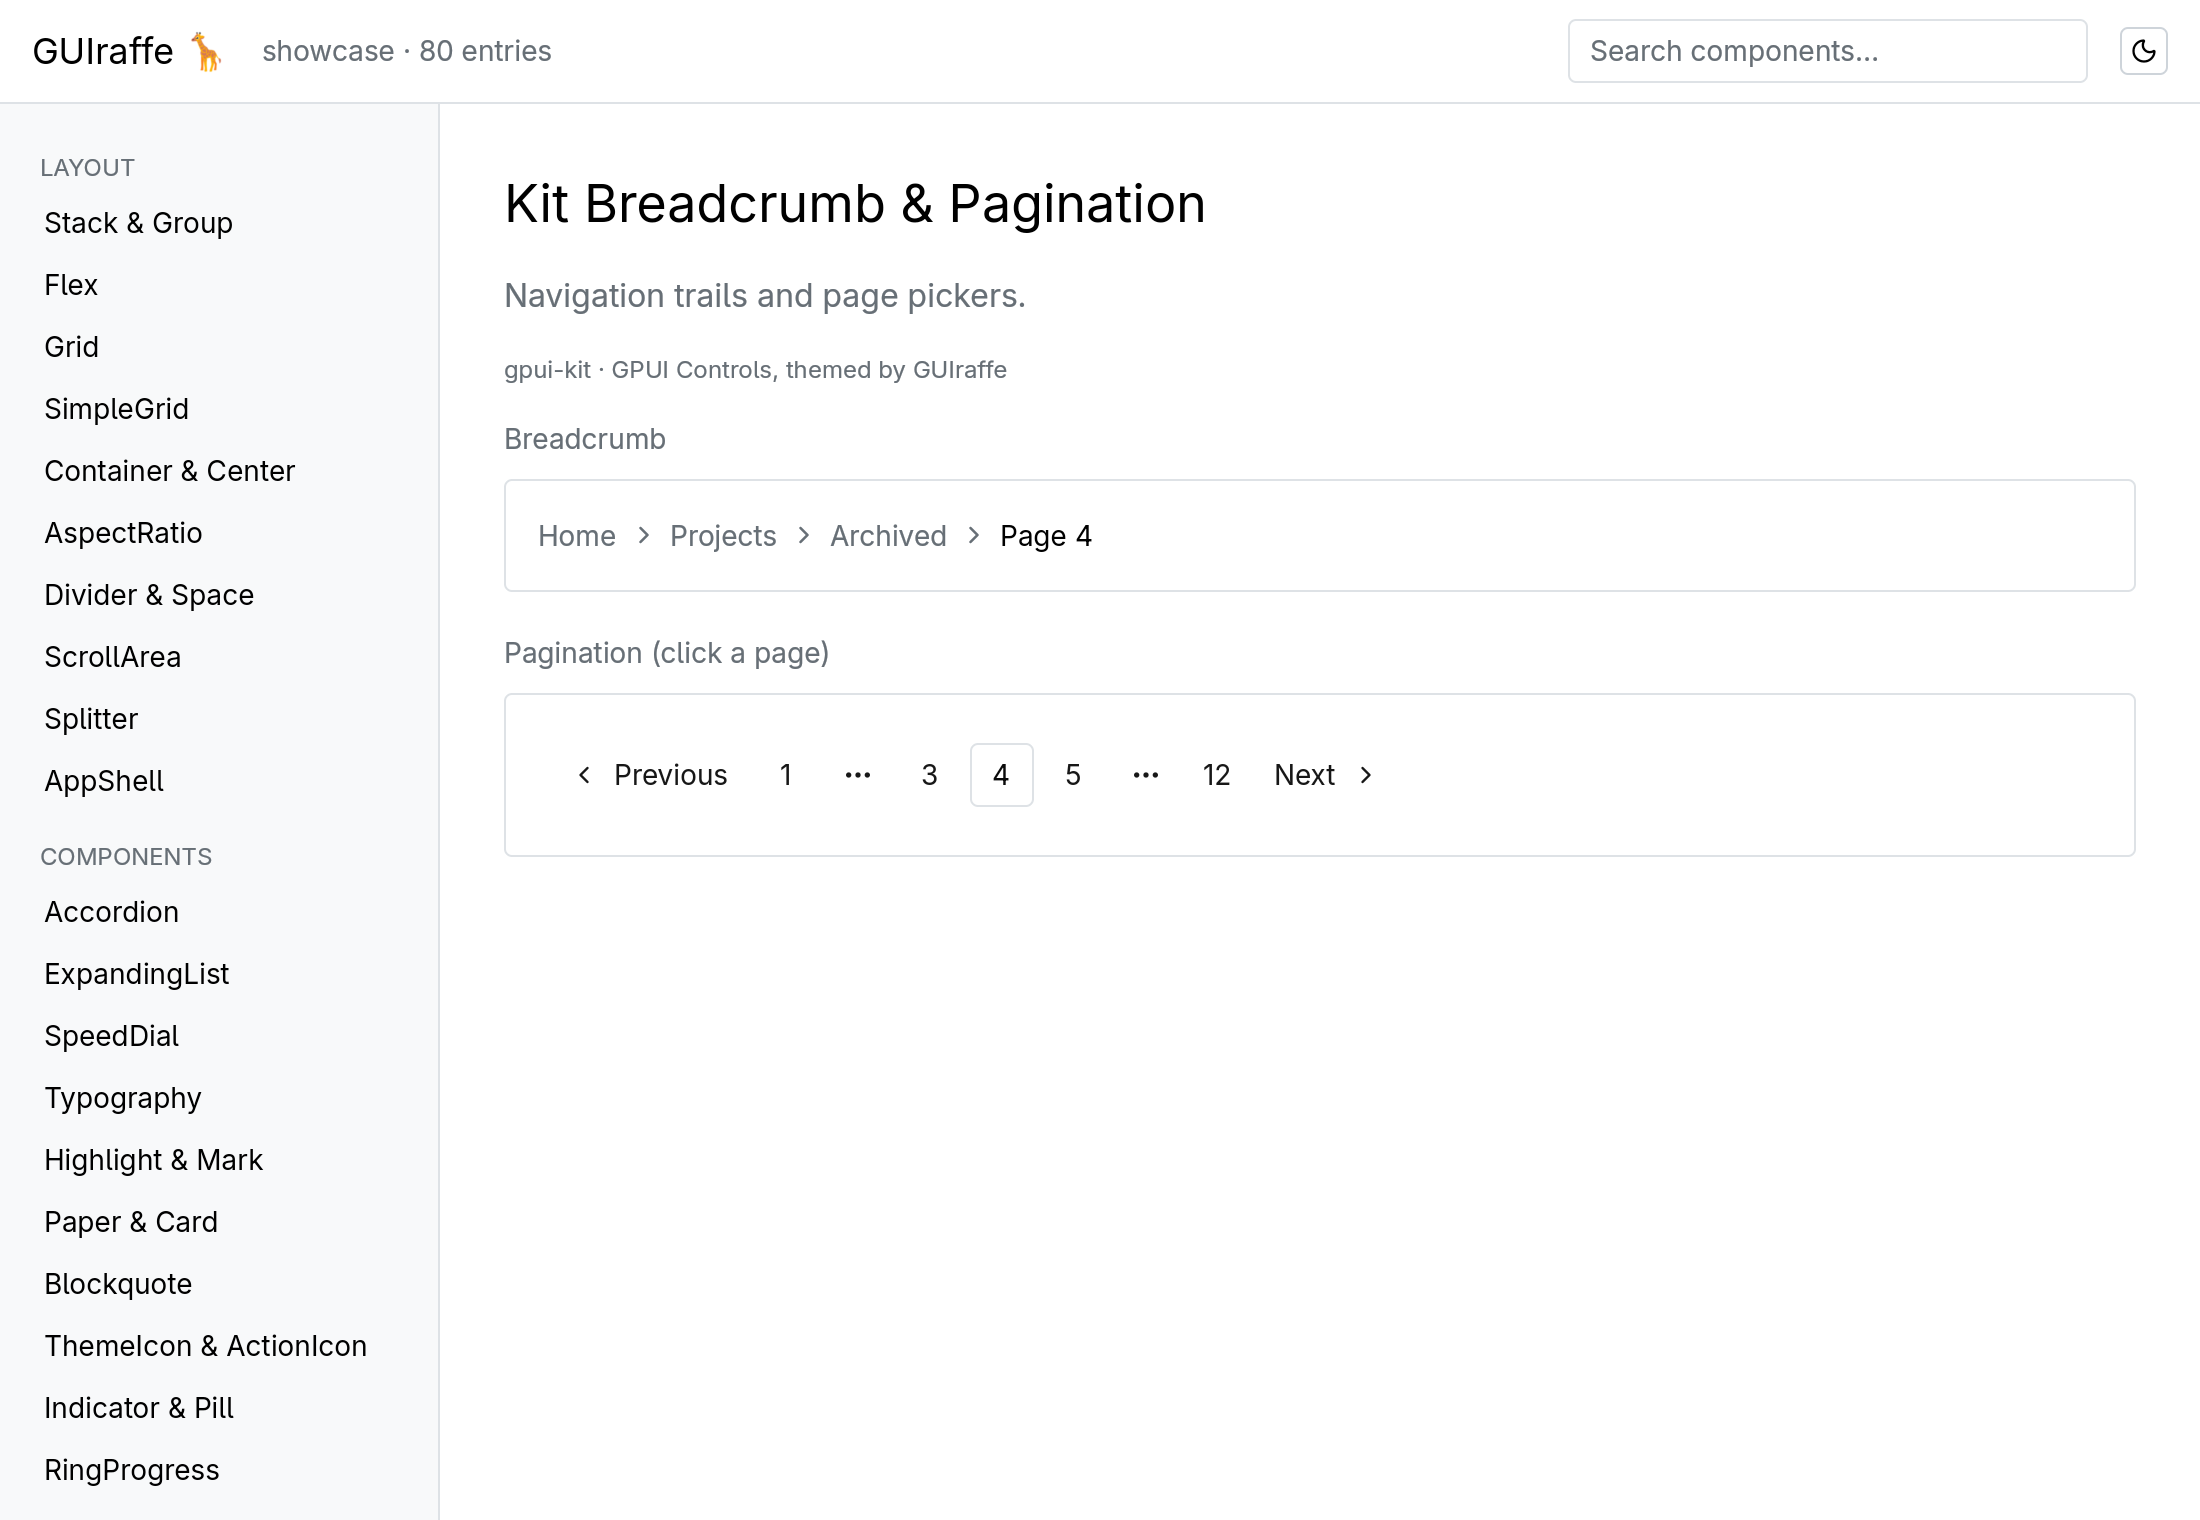 GUIraffe 🦒 showcase · 80 entries
Search components...
LAYOUT
Stack & Group
Flex
Grid
SimpleGrid
Container & Center
AspectRatio
Divider & Space
ScrollArea
Splitter
AppShell
COMPONENTS
Accordion
ExpandingList
SpeedDial
Typography
Highlight & Mark
Paper & Card
Blockquote
ThemeIcon & ActionIcon
Indicator & Pill
RingProgress
Kit Breadcrumb & Pagination
Navigation trails and page pickers.
gpui-kit · GPUI Controls, themed by GUIraffe
Breadcrumb
Home > Projects > Archived > Page 4
Pagination (click a page)
< Previous 1 ••• 3 4 5 ••• 12 Next >